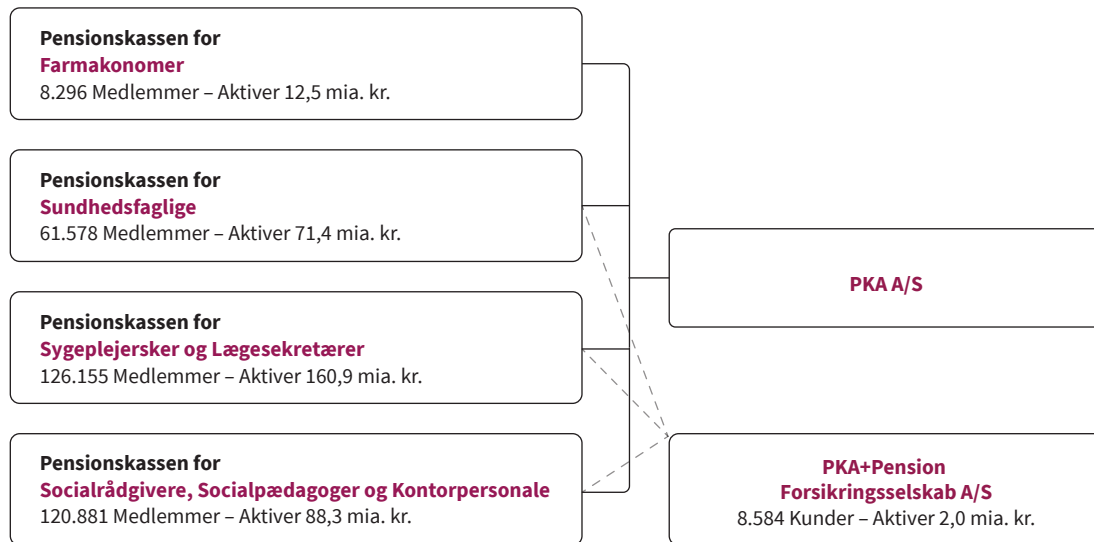 Pensionskassen for
Farmakonomer
8.296 Medlemmer – Aktiver 12,5 mia. kr.
Pensionskassen for
Sundhedsfaglige
61.578 Medlemmer – Aktiver 71,4 mia. kr.
Pensionskassen for
Sygeplejersker og Lægesekretærer
126.155 Medlemmer – Aktiver 160,9 mia. kr.
Pensionskassen for
Socialrådgivere, Socialpædagoger og Kontorpersonale
120.881 Medlemmer – Aktiver 88,3 mia. kr.
PKA A/S
PKA+Pension
Forsikringsselskab A/S
8.584 Kunder – Aktiver 2,0 mia. kr.